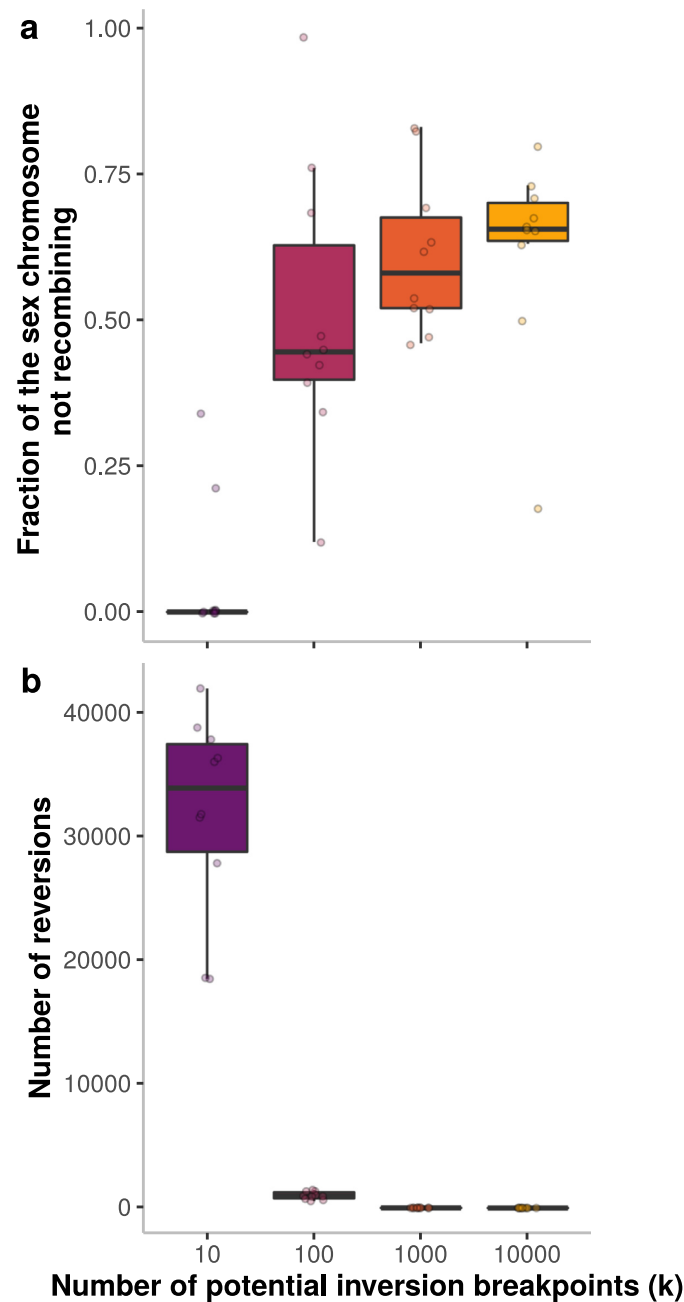 a
Fraction of the sex chromosome
not recombining
1.00
0.75
0.50
0.25
0.00
b
Number of reversions
40000
30000
20000
10000
0
10 100 1000 10000
Number of potential inversion breakpoints (k)